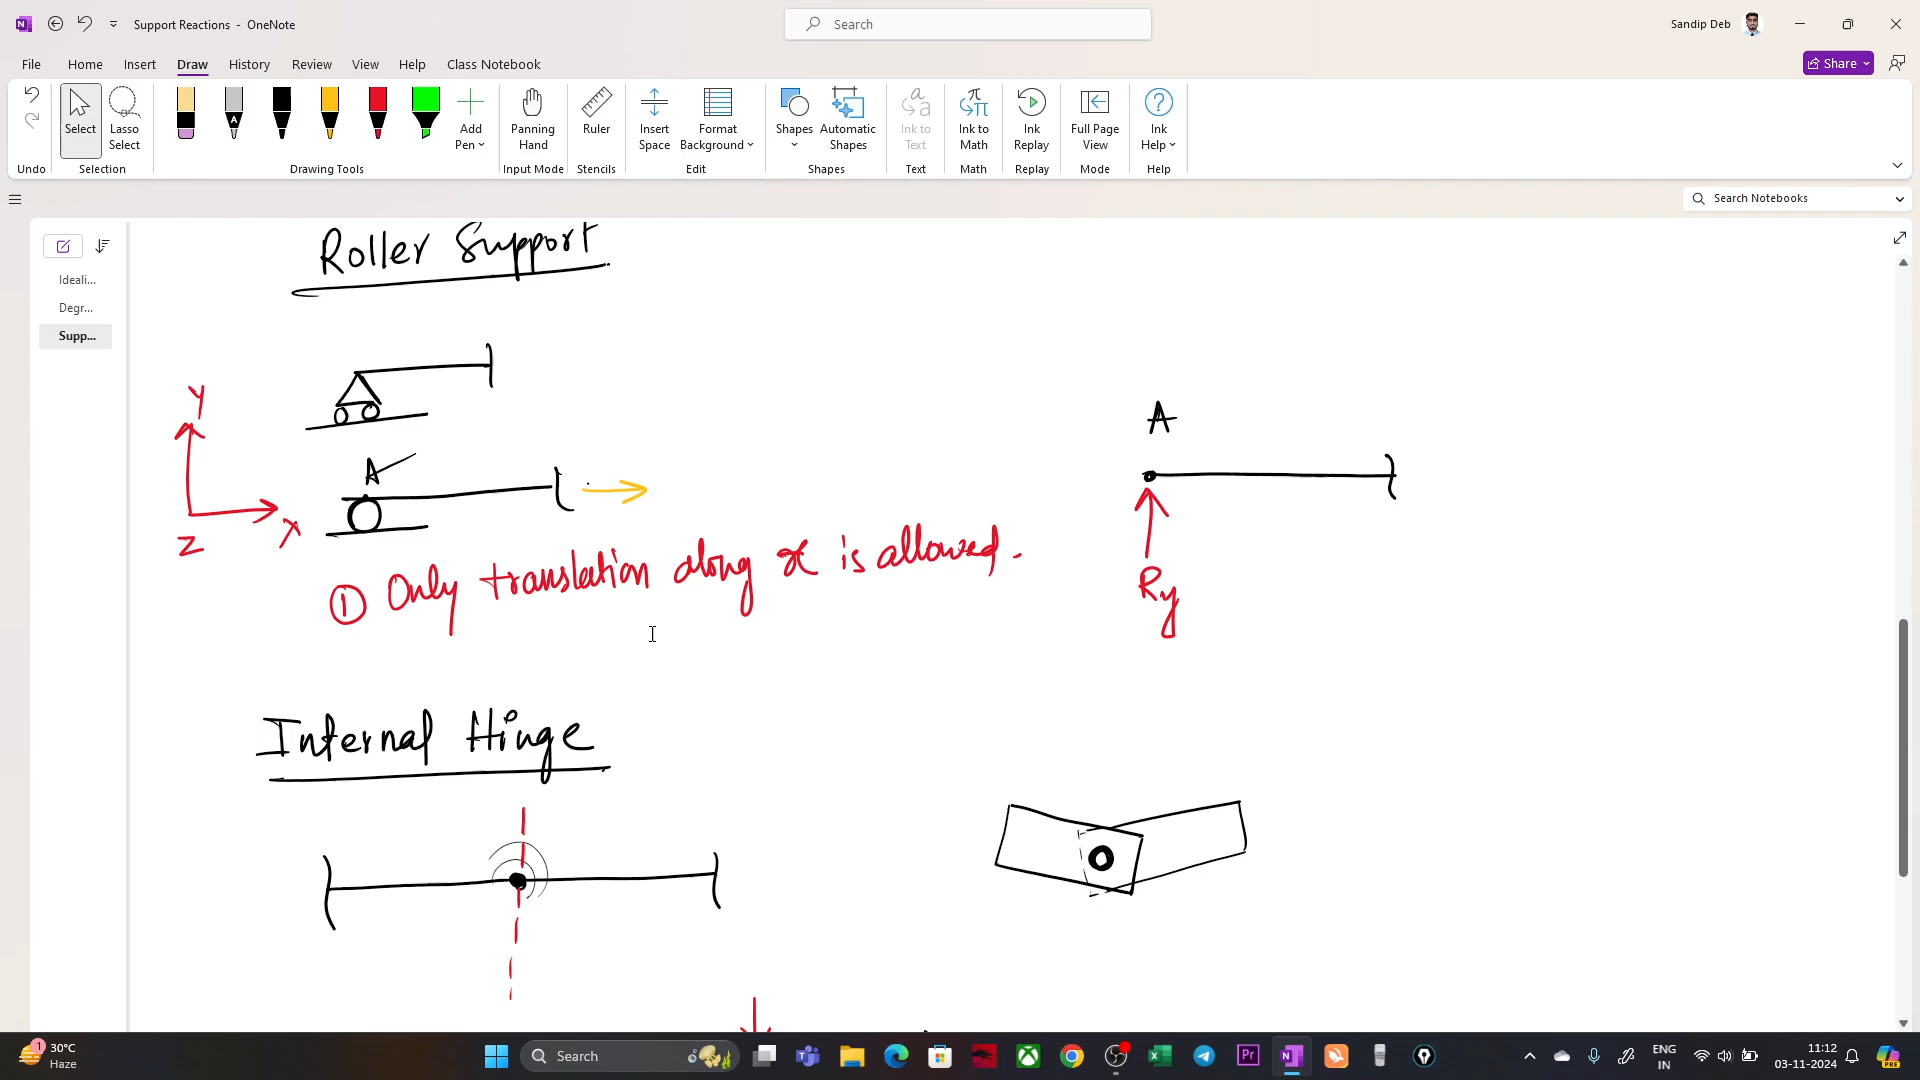 Support Reactions - OneNote
Search
Sandip Deb
File Home Insert Draw History Review View Help Class Notebook
Share
Select
Lasso Select
Add Pen
Panning Hand
Ruler
Insert Space
Format Background
Shapes
Automatic Shapes
Ink to Text
Ink to Math
Ink Replay
Full Page View
Ink Help
Undo Selection Drawing Tools Input Mode Stencils Edit Shapes Text Math Replay Mode Help
Search Notebooks
Ideali...
Degr...
Supp...
Roller Support
Y
X
Z
A
A
Ry
① Only translation along x is allowed.
Internal Hinge
1
30°C
Haze
Search
ENG
IN
11:12
03-11-2024